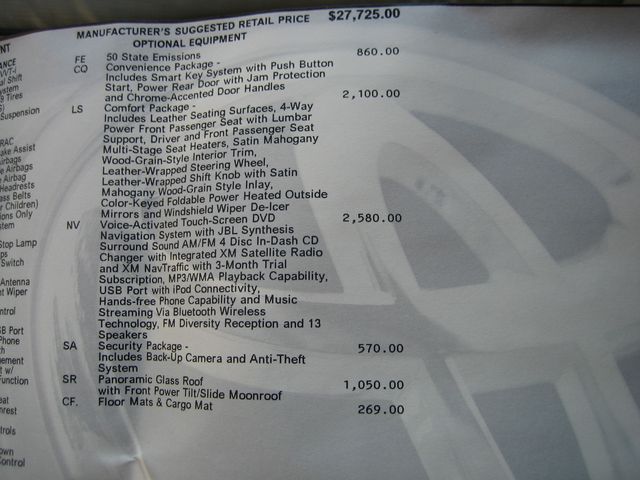 MANUFACTURER'S SUGGESTED RETAIL PRICE $27,725.00
OPTIONAL EQUIPMENT
FE 50 State Emissions
CQ Convenience Package - 860.00
Includes Smart Key System with Push Button
Start, Power Rear Door with Jam Protection
and Chrome-Accented Door Handles
LS Comfort Package - 2,100.00
Includes Leather Seating Surfaces, 4-Way
Power Front Passenger Seat with Lumbar
Support, Driver and Front Passenger Seat
Multi-Stage Seat Heaters, Satin Mahogany
Wood-Grain-Style Interior Trim,
Leather-Wrapped Steering Wheel,
Leather-Wrapped Shift Knob with Satin
Mahogany Wood-Grain Style Inlay,
Color-Keyed Foldable Power Heated Outside
Mirrors and Windshield Wiper De-Icer
NV Voice-Activated Touch-Screen DVD 2,580.00
Navigation System with JBL Synthesis
Surround Sound AM/FM 4 Disc In-Dash CD
Changer with Integrated XM Satellite Radio
and XM NavTraffic with 3-Month Trial
Subscription, MP3/WMA Playback Capability,
USB Port with iPod Connectivity,
Hands-free Phone Capability and Music
Streaming Via Bluetooth Wireless
Technology, FM Diversity Reception and 13
Speakers
SA Security Package - 570.00
Includes Back-Up Camera and Anti-Theft
System
SR Panoramic Glass Roof 1,050.00
with Front Power Tilt/Slide Moonroof
CF. Floor Mats & Cargo Mat 269.00
NT
Shift
Tires
Suspension
RAC
Assist
Airbag
Headrests
Belts
Children)
Only
Stop Lamp
Switch
Antenna
Wiper
Port
Phone
w/
trols
ontrol